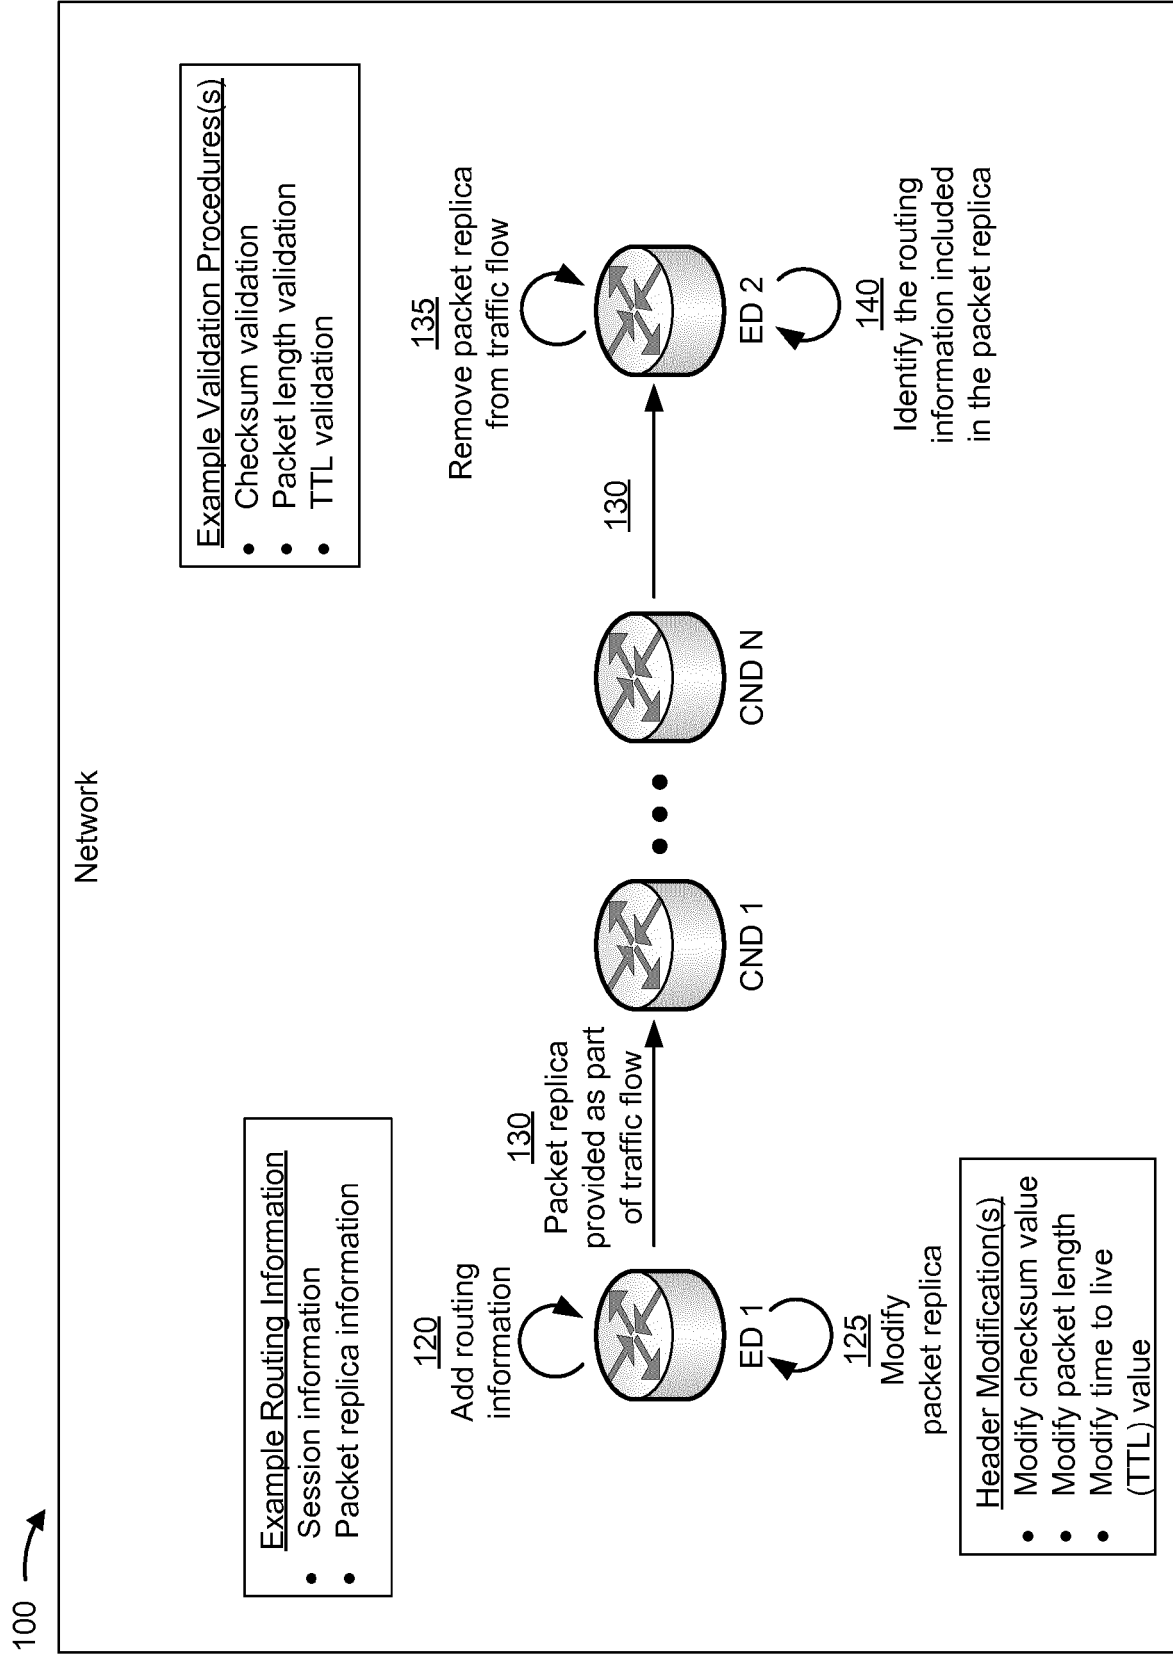 100
Network
Example Routing Information
• Session information
• Packet replica information
Example Validation Procedures(s)
• Checksum validation
• Packet length validation
• TTL validation
120
Add routing
information
130
Packet replica
provided as part
of traffic flow
130
135
Remove packet replica
from traffic flow
ED 1
CND 1
CND N
ED 2
125
Modify
packet replica
140
Identify the routing
information included
in the packet replica
Header Modification(s)
• Modify checksum value
• Modify packet length
• Modify time to live
(TTL) value